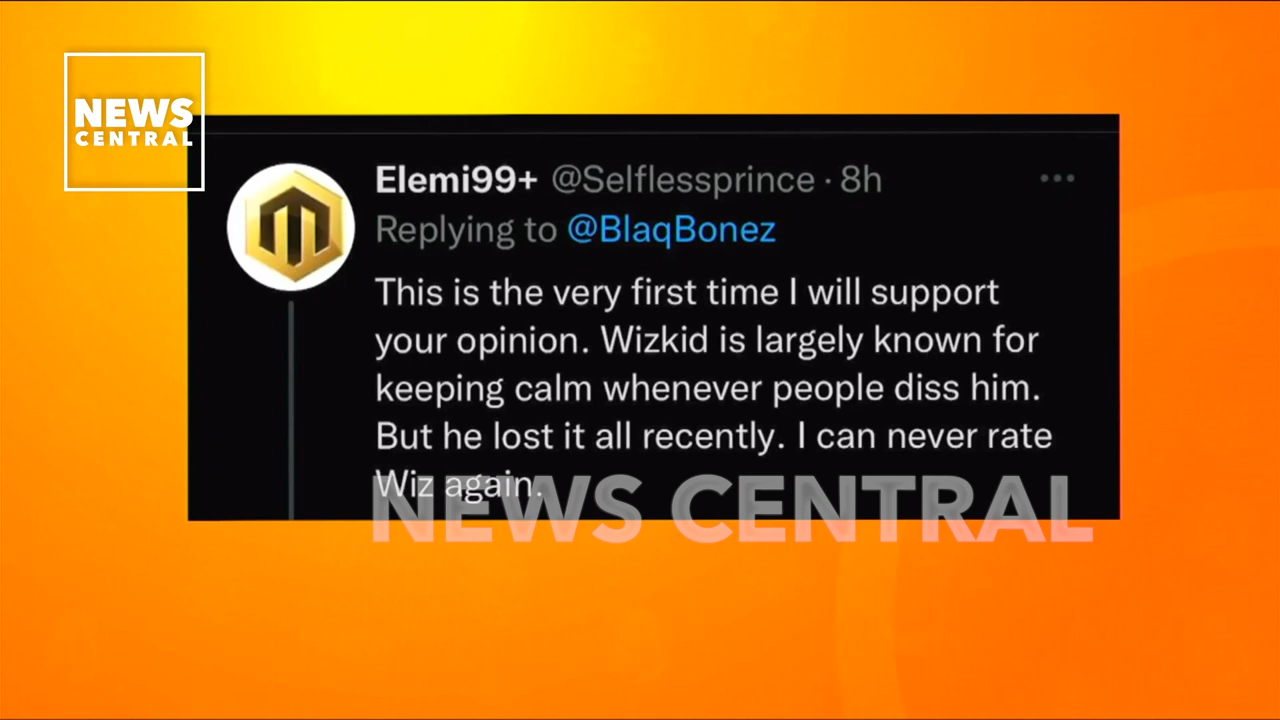 NEWS
CENTRAL
Elemi99+ @Selflessprince · 8h
Replying to @BlaqBonez
This is the very first time I will support
your opinion. Wizkid is largely known for
keeping calm whenever people diss him.
But he lost it all recently. I can never rate
Wiz again.
NEWS CENTRAL